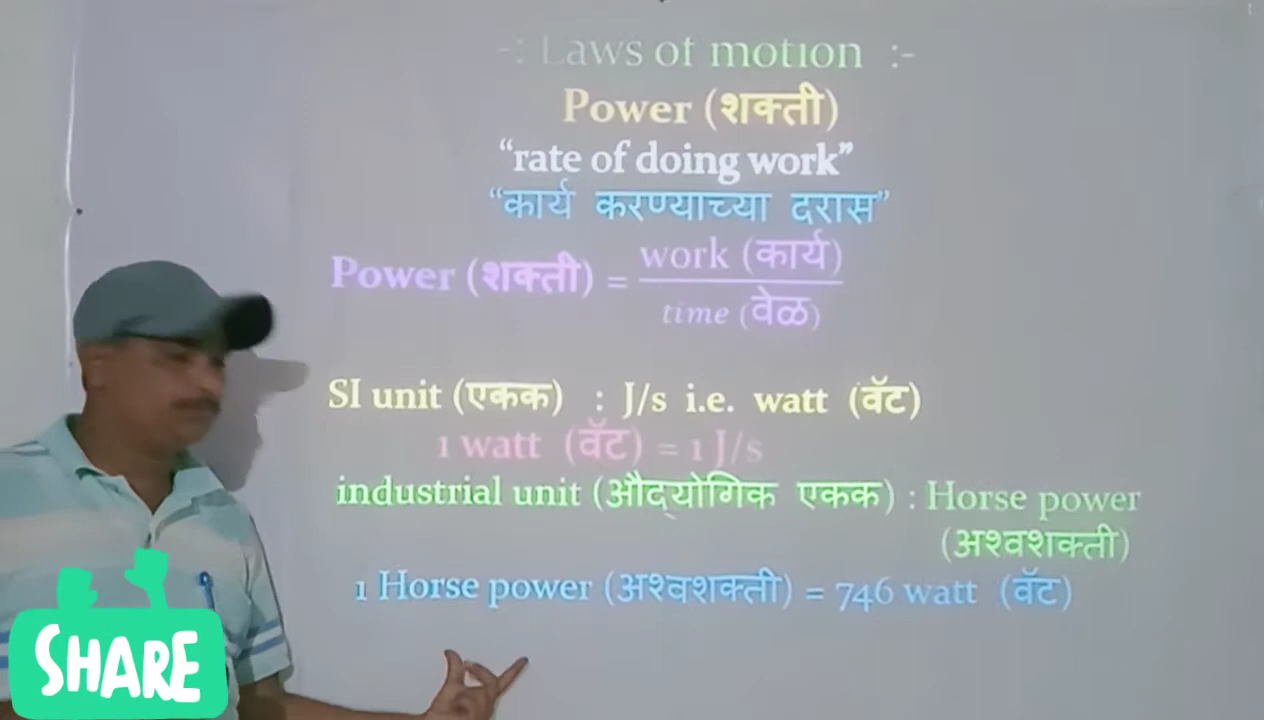 -: Laws of motion :-
Power (शक्ती)
“rate of doing work”
“कार्य करण्याच्या दरास”
Power (शक्ती) = work (कार्य) / time (वेळ)
SI unit (एकक) : J/s i.e. watt (वॅट)
1 watt (वॅट) = 1 J/s
industrial unit (औद्योगिक एकक) : Horse power
(अश्वशक्ती)
1 Horse power (अश्वशक्ती) = 746 watt (वॅट)
SHARE